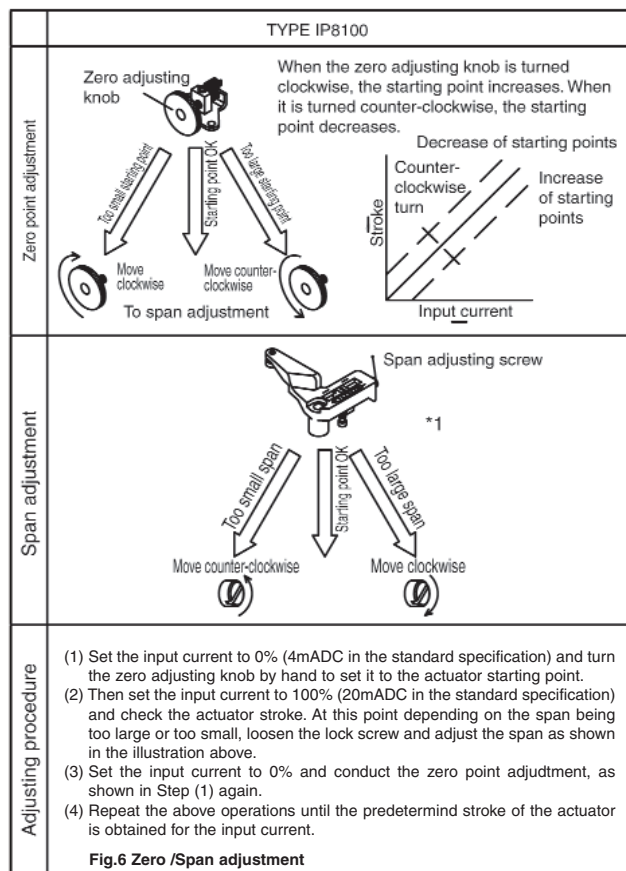 TYPE IP8100
Zero point adjustment
Zero adjusting
knob
When the zero adjusting knob is turned
clockwise, the starting point increases. When
it is turned counter-clockwise, the starting
point decreases.
Too small starting point
Starting point OK
Too large starting point
Move
clockwise
Move counter-
clockwise
To span adjustment
Decrease of starting points
Counter-
clockwise
turn
Increase
of starting
points
Stroke
Input current
Span adjustment
Span adjusting screw
*1
Too small span
Starting point OK
Too large span
Move counter-clockwise
Move clockwise
Adjusting procedure
(1) Set the input current to 0% (4mADC in the standard specification) and turn
the zero adjusting knob by hand to set it to the actuator starting point.
(2) Then set the input current to 100% (20mADC in the standard specification)
and check the actuator stroke. At this point depending on the span being
too large or too small, loosen the lock screw and adjust the span as shown
in the illustration above.
(3) Set the input current to 0% and conduct the zero point adjudtment, as
shown in Step (1) again.
(4) Repeat the above operations until the predetermind stroke of the actuator
is obtained for the input current.
Fig.6 Zero /Span adjustment